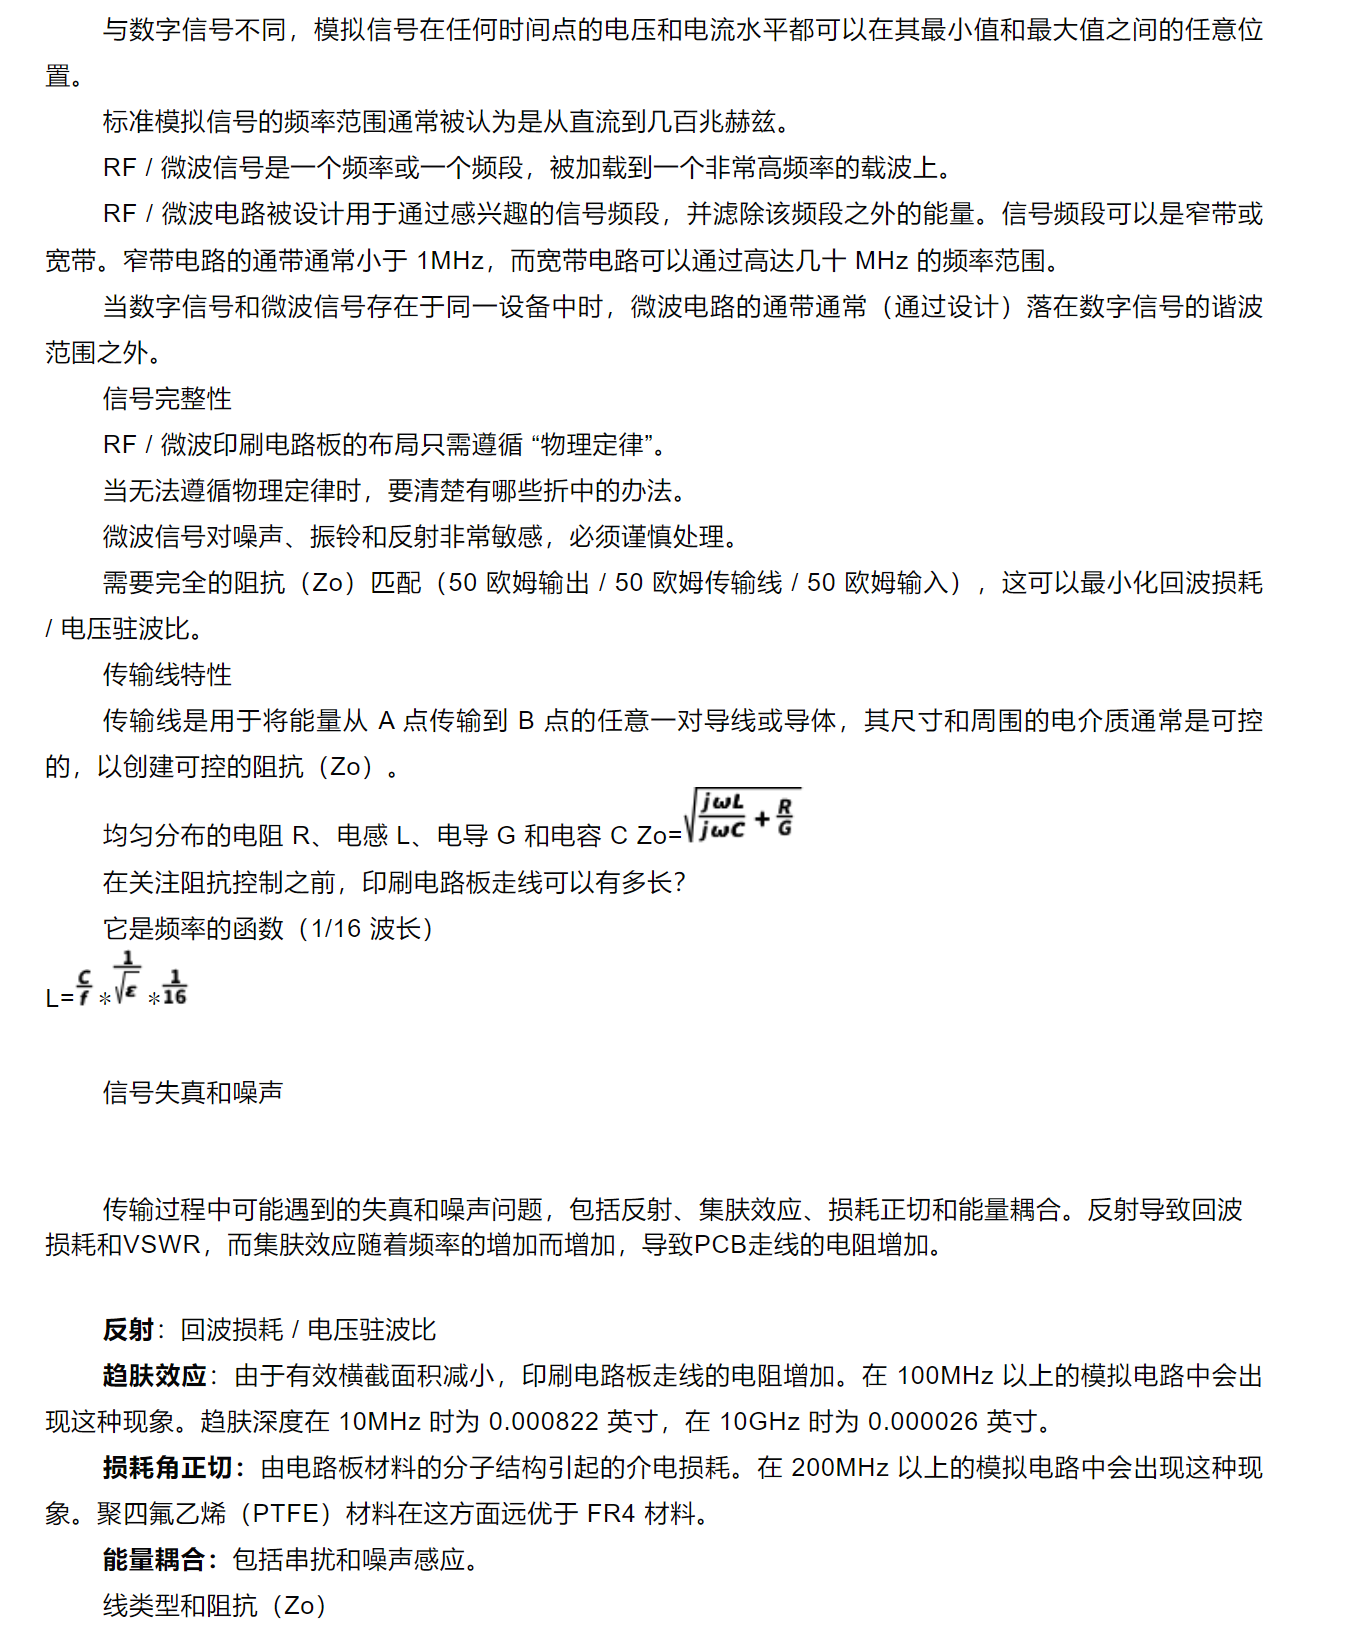 与数字信号不同，模拟信号在任何时间点的电压和电流水平都可以在其最小值和最大值之间的任意位
置。
标准模拟信号的频率范围通常被认为是从直流到几百兆赫兹。
RF / 微波信号是一个频率或一个频段，被加载到一个非常高频率的载波上。
RF / 微波电路被设计用于通过感兴趣的信号频段，并滤除该频段之外的能量。信号频段可以是窄带或
宽带。窄带电路的通带通常小于 1MHz，而宽带电路可以通过高达几十 MHz 的频率范围。
当数字信号和微波信号存在于同一设备中时，微波电路的通带通常（通过设计）落在数字信号的谐波
范围之外。
信号完整性
RF / 微波印刷电路板的布局只需遵循 “物理定律”。
当无法遵循物理定律时，要清楚有哪些折中的办法。
微波信号对噪声、振铃和反射非常敏感，必须谨慎处理。
需要完全的阻抗（Zo）匹配（50 欧姆输出 / 50 欧姆传输线 / 50 欧姆输入），这可以最小化回波损耗
/ 电压驻波比。
传输线特性
传输线是用于将能量从 A 点传输到 B 点的任意一对导线或导体，其尺寸和周围的电介质通常是可控
的，以创建可控的阻抗（Zo）。
均匀分布的电阻 R、电感 L、电导 G 和电容 C Zo=√(jωL/jωC + R/G)
在关注阻抗控制之前，印刷电路板走线可以有多长？
它是频率的函数（1/16 波长）
L=C/f * 1/√ε * 1/16
信号失真和噪声
传输过程中可能遇到的失真和噪声问题，包括反射、集肤效应、损耗正切和能量耦合。反射导致回波
损耗和VSWR，而集肤效应随着频率的增加而增加，导致PCB走线的电阻增加。
反射：回波损耗 / 电压驻波比
趋肤效应：由于有效横截面积减小，印刷电路板走线的电阻增加。在 100MHz 以上的模拟电路中会出
现这种现象。趋肤深度在 10MHz 时为 0.000822 英寸，在 10GHz 时为 0.000026 英寸。
损耗角正切：由电路板材料的分子结构引起的介电损耗。在 200MHz 以上的模拟电路中会出现这种现
象。聚四氟乙烯（PTFE）材料在这方面远优于 FR4 材料。
能量耦合：包括串扰和噪声感应。
线类型和阻抗（Zo）